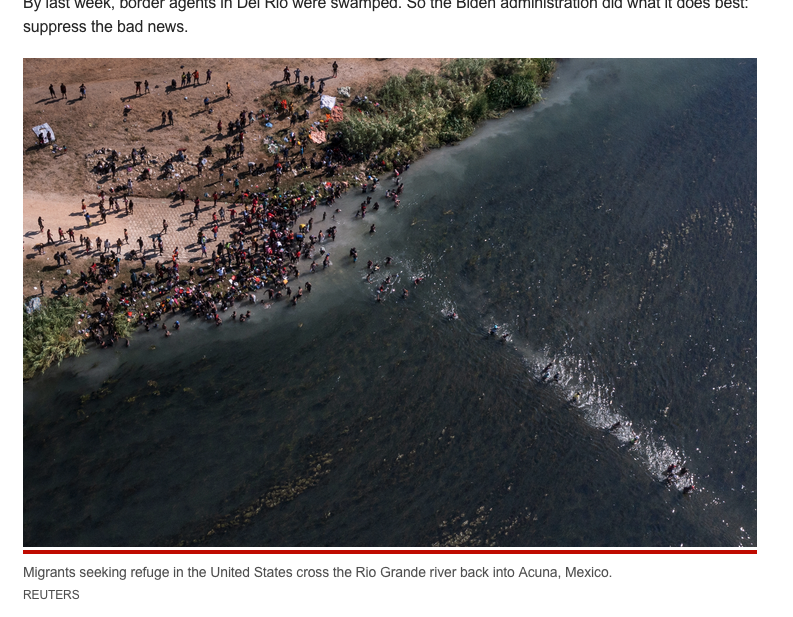 By last week, border agents in Del Rio were swamped. So the Biden administration did what it does best:
suppress the bad news.
Migrants seeking refuge in the United States cross the Rio Grande river back into Acuna, Mexico.
REUTERS